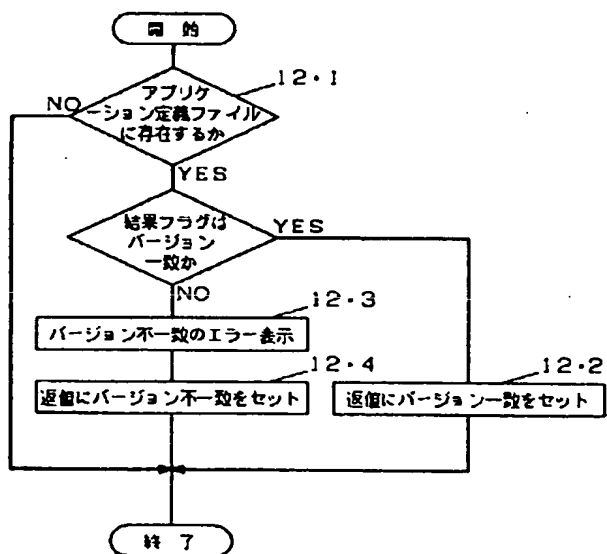 開 始
12・1
NO
アプリケ
ーション定義ファイル
に存在するか
YES
結果フラグは
バージョン
一致か
YES
NO
12・3
バージョン不一致のエラー表示
12・4
返値にバージョン不一致をセット
12・2
返値にバージョン一致をセット
終 了